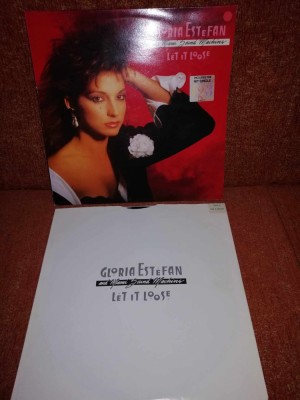 GLORIA ESTEFAN
and Miami Sound Machine
LET IT LOOSE
GLORIA ESTEFAN
and Miami Sound Machine
LET IT LOOSE